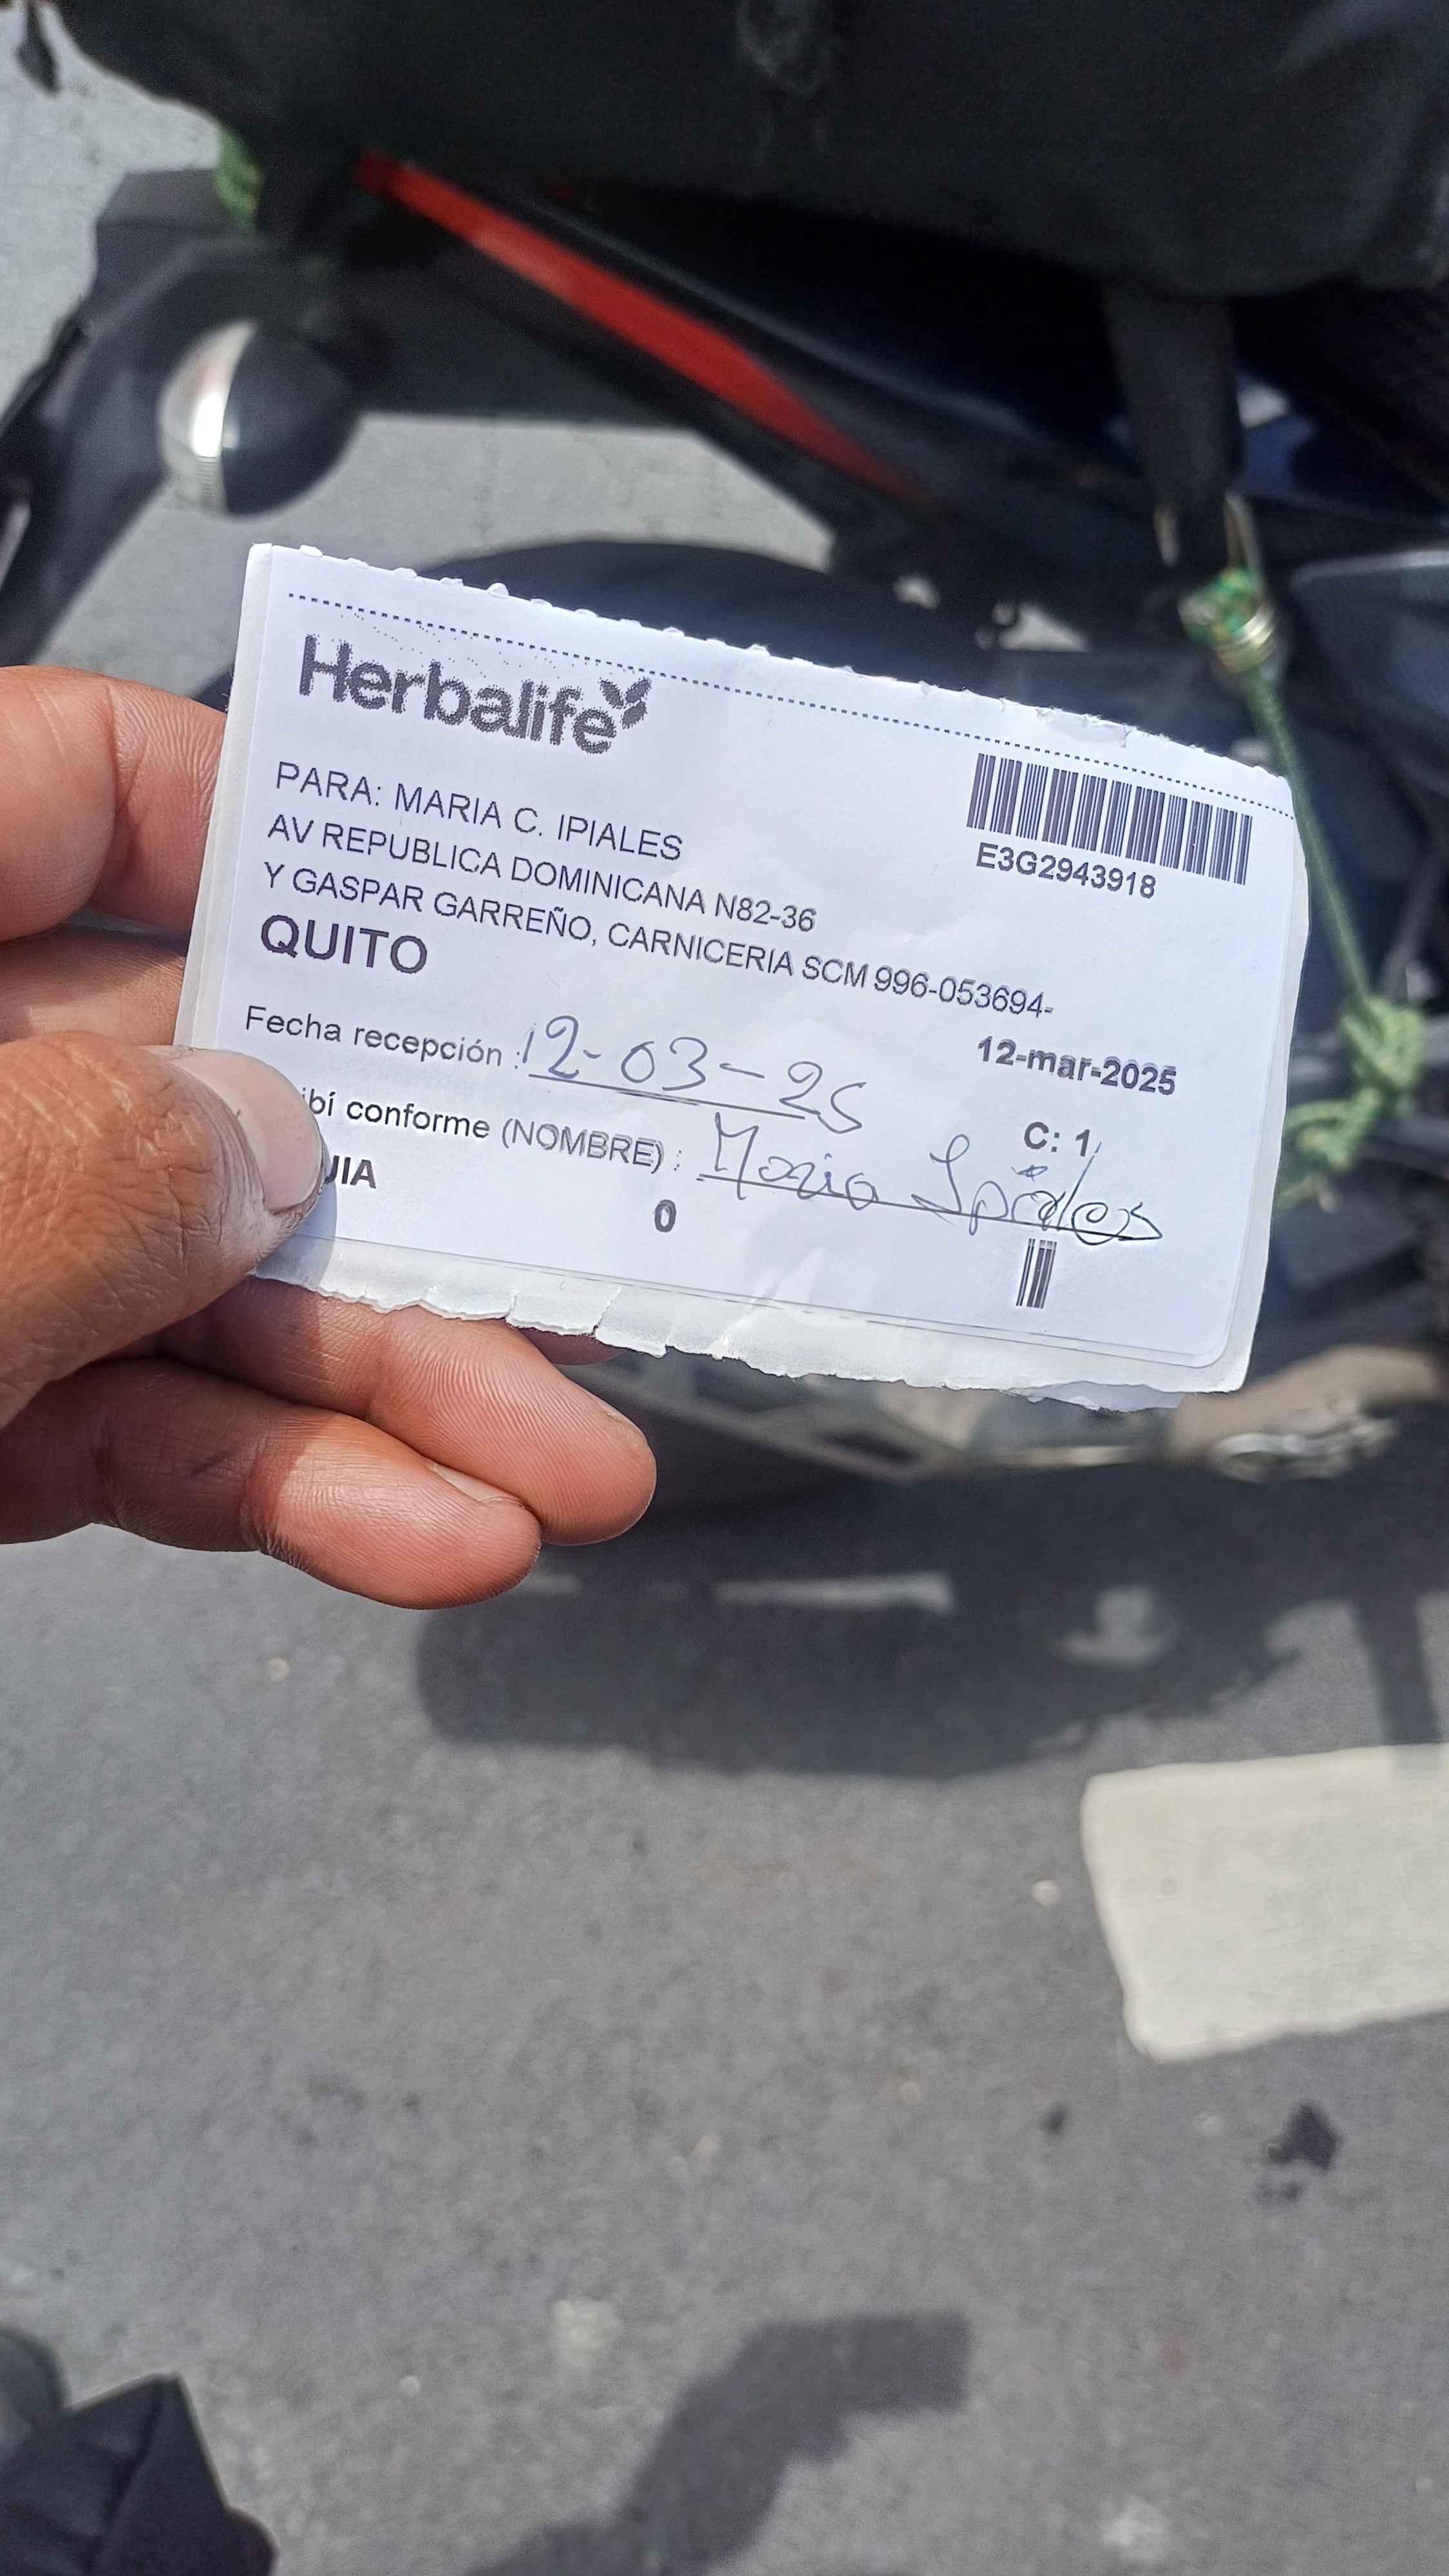 Herbalife
E3G2943918
PARA: MARIA C. IPIALES
AV REPUBLICA DOMINICANA N82-36
Y GASPAR GARREÑO, CARNICERIA SCM 996-053694-
QUITO
12-mar-2025
Fecha recepción : 12-03-25
C: 1
ibí conforme (NOMBRE) : Maria Ipiales
UIA
0